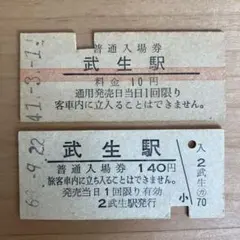 普通入場券
武生駅
料金 10円
通用発売日当日1回限り
客車内に立入ることはできません。
41.-3.-1
武生駅
普通入場券 140円
旅客車内に立ち入ることはできません。
発売当日1回限り有効
2武生駅発行
小
入
2
武生
70